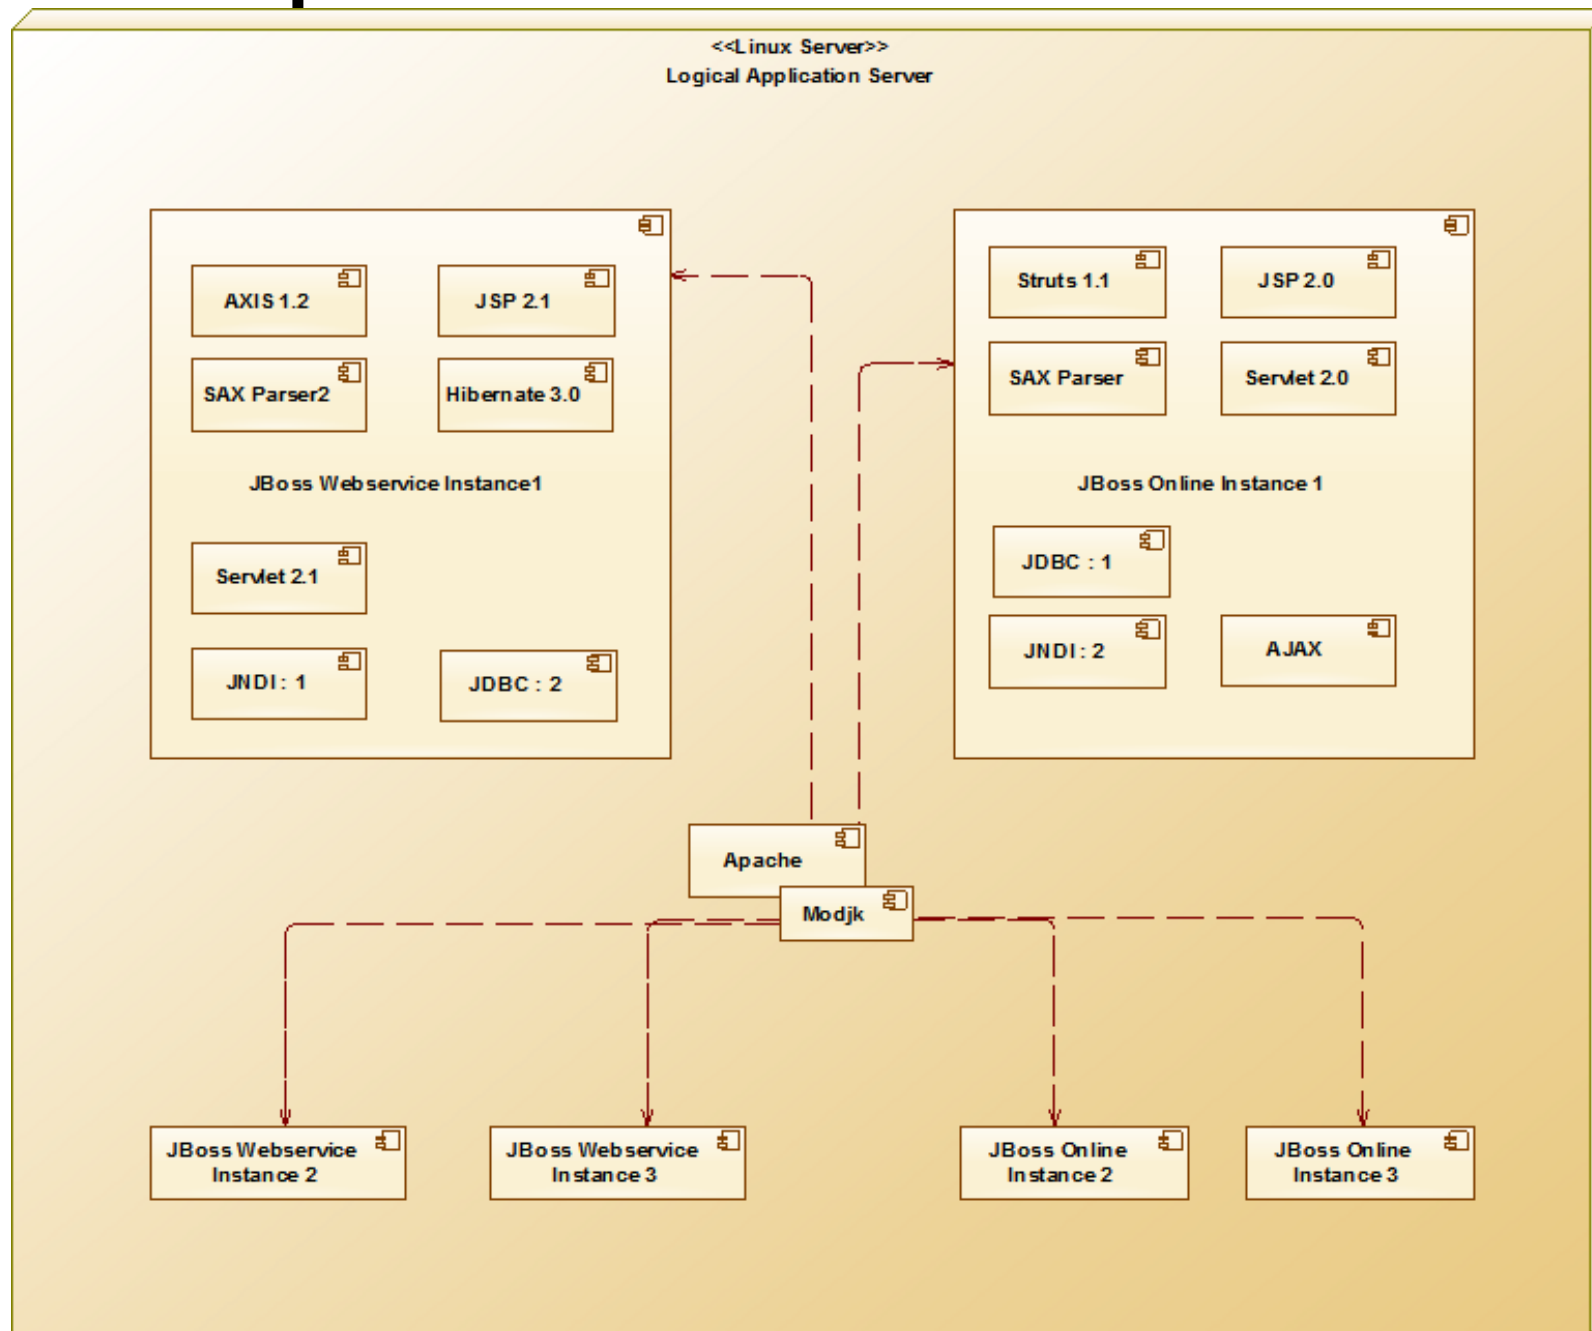 <<Linux Server>>
Logical Application Server
AXIS 1.2
JSP 2.1
SAX Parser2
Hibernate 3.0
JBoss Webservice Instance1
Servlet 2.1
JNDI : 1
JDBC : 2
Struts 1.1
JSP 2.0
SAX Parser
Servlet 2.0
JBoss Online Instance 1
JDBC : 1
JNDI : 2
AJAX
Apache
Modjk
JBoss Webservice
Instance 2
JBoss Webservice
Instance 3
JBoss Online
Instance 2
JBoss Online
Instance 3